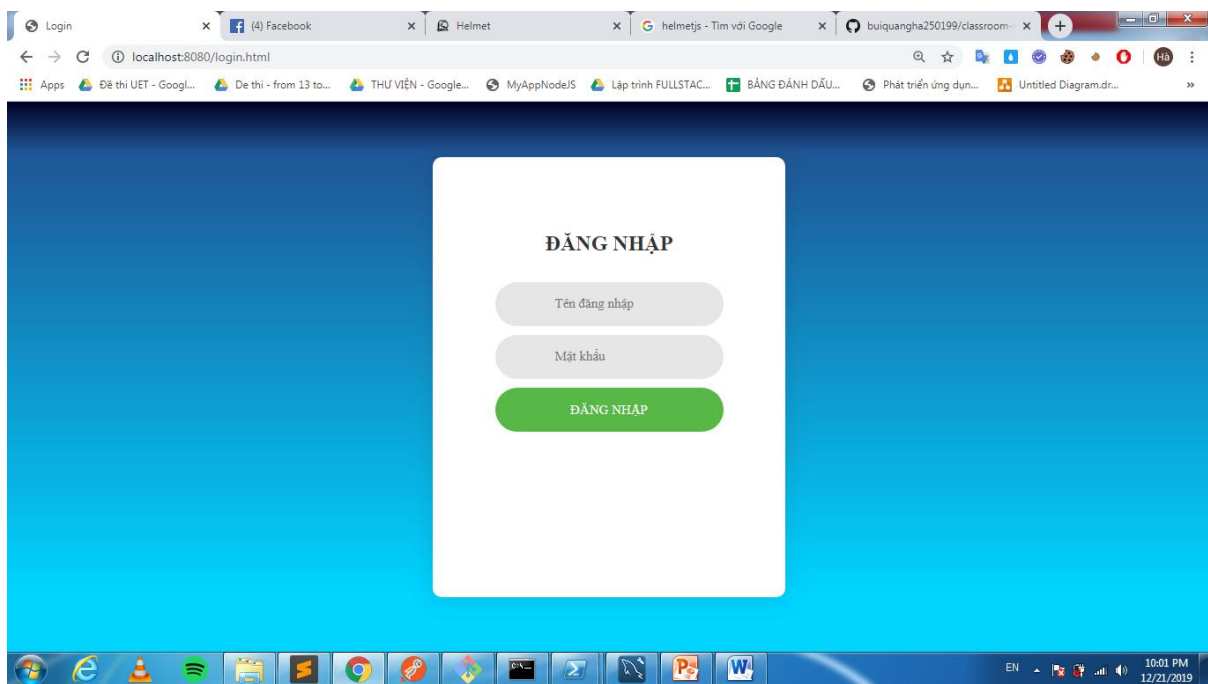 Login
(4) Facebook
Helmet
helmetjs - Tìm với Google
buiquangha250199/classroom-
localhost:8080/login.html
Hà
Apps
Đề thi UET - Googl...
De thi - from 13 to...
THƯ VIỆN - Google...
MyAppNodeJS
Lập trình FULLSTAC...
BẢNG ĐÁNH DẤU...
Phát triển ứng dụn...
Untitled Diagram.dr...
»
ĐĂNG NHẬP
Tên đăng nhập
Mật khẩu
ĐĂNG NHẬP
EN
10:01 PM
12/21/2019